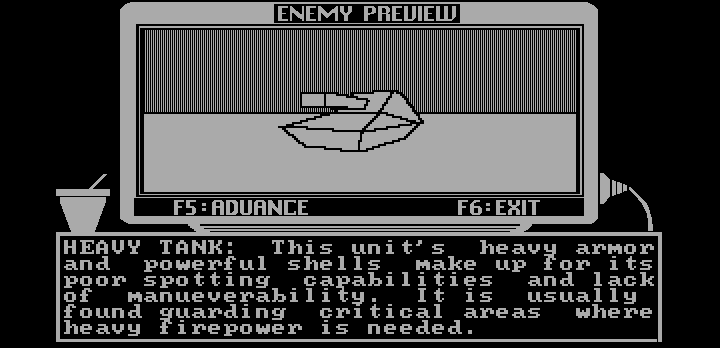 ENEMY PREVIEW
F5:ADVANCE F6:EXIT
HEAVY TANK: This unit's heavy armor
and powerful shells make up for its
poor spotting capabilities and lack
of manueverability. It is usually
found guarding critical areas where
heavy firepower is needed.